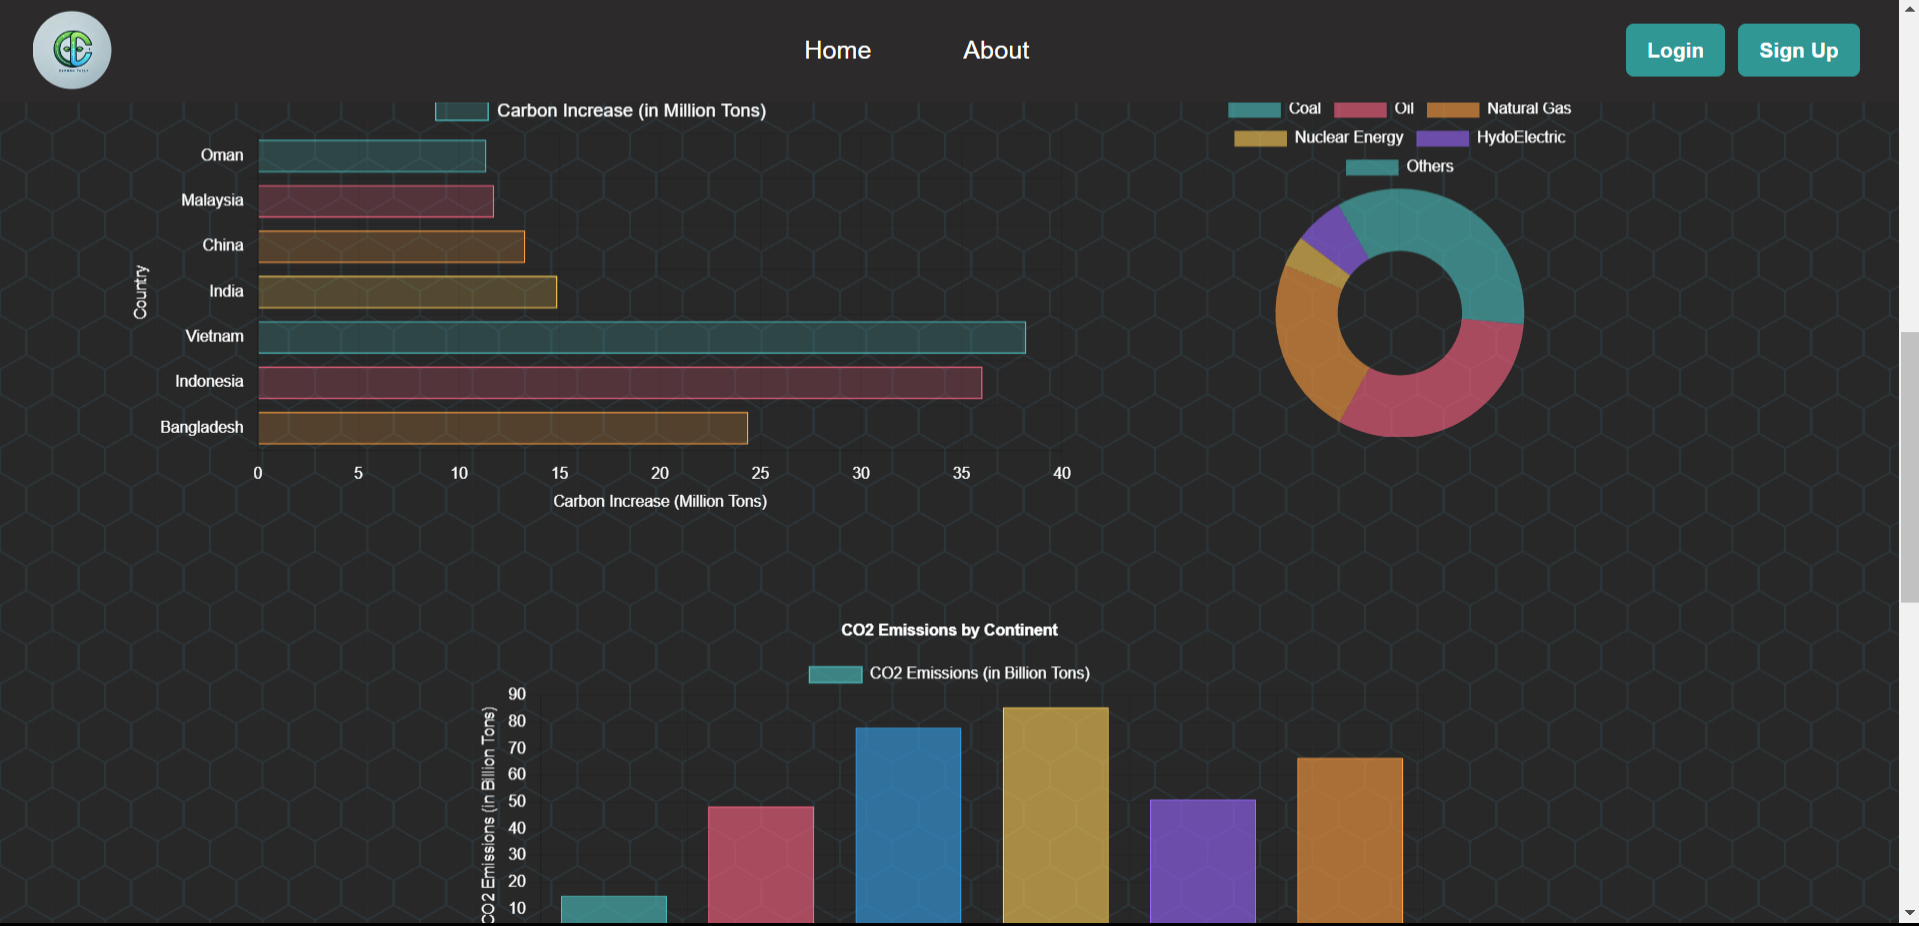 Home
About
Login
Sign Up
Carbon Increase (in Million Tons)
Country
Oman
Malaysia
China
India
Vietnam
Indonesia
Bangladesh
0 5 10 15 20 25 30 35 40
Carbon Increase (Million Tons)
Coal Oil Natural Gas
Nuclear Energy HydoElectric
Others
CO2 Emissions by Continent
CO2 Emissions (in Billion Tons)
CO2 Emissions (in Billion Tons)
90
80
70
60
50
40
30
20
10